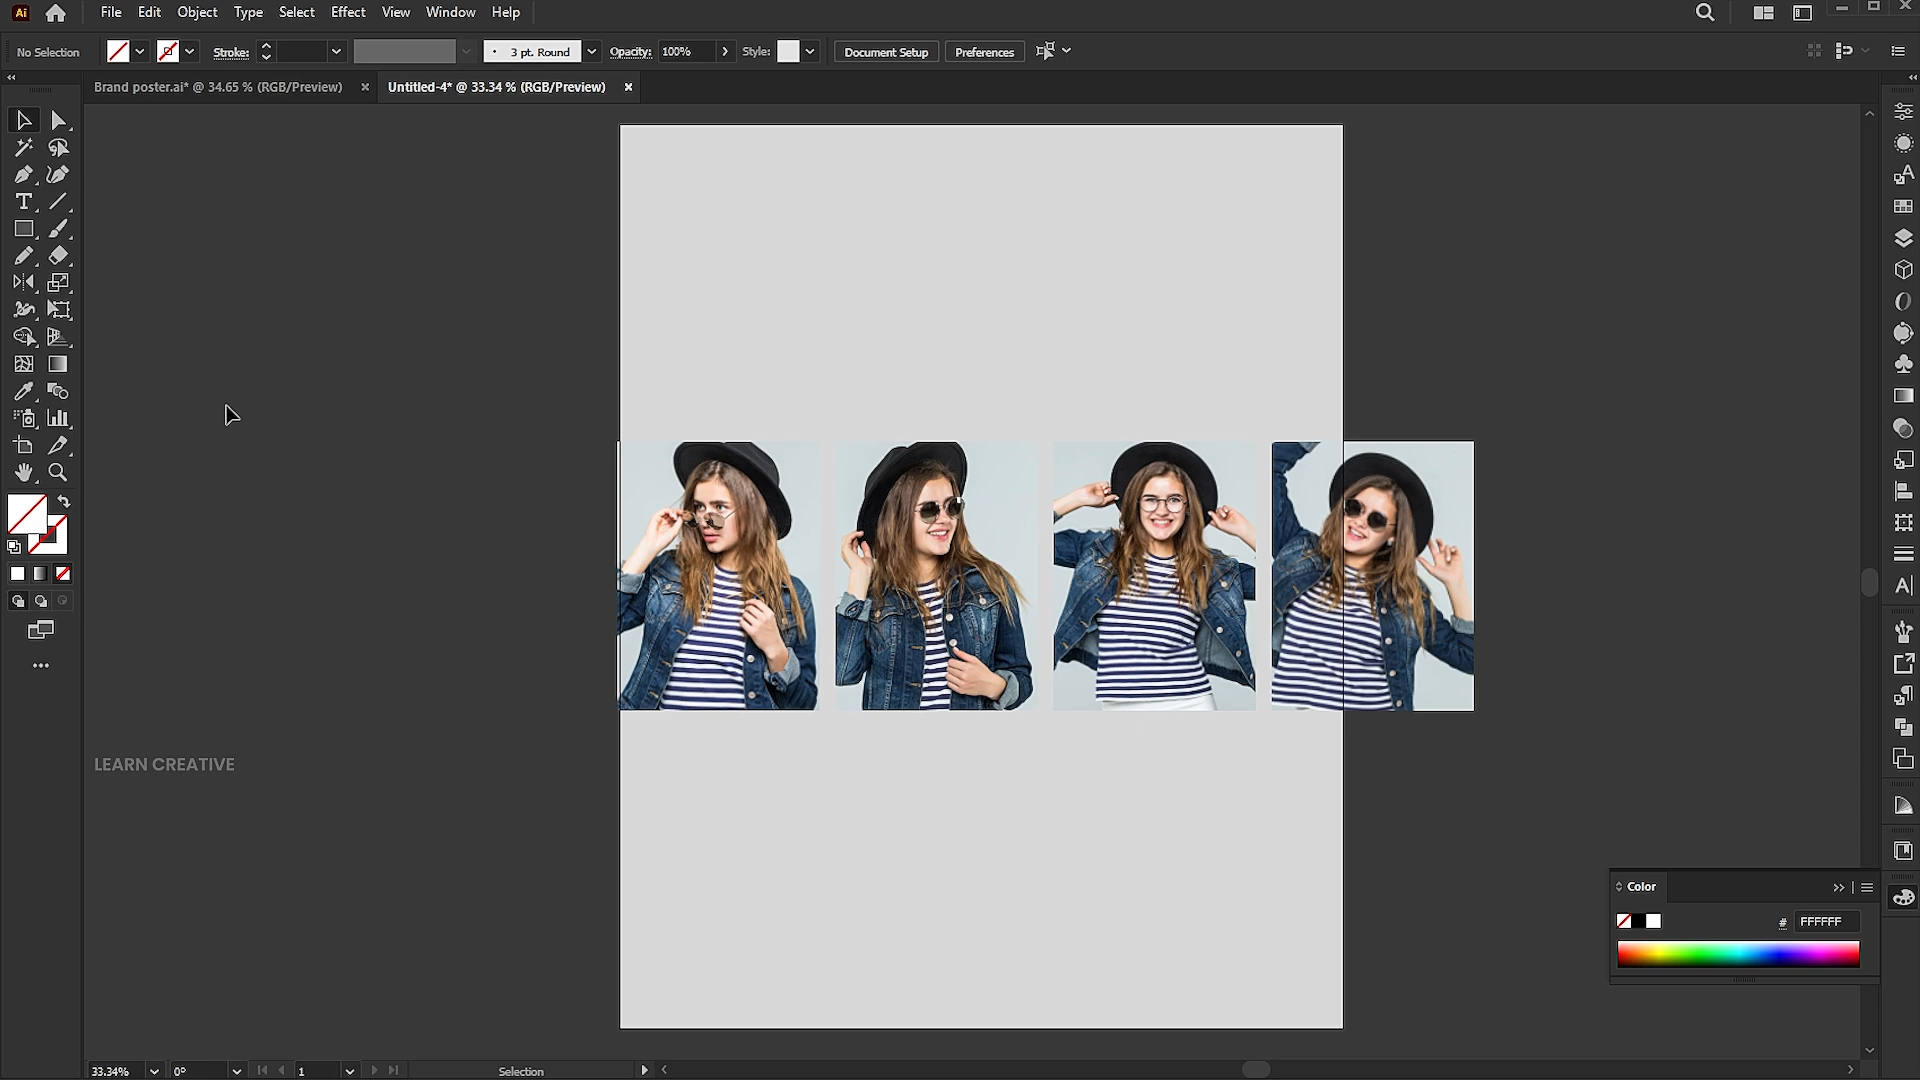 Ai File Edit Object Type Select Effect View Window Help
No Selection Stroke: 3 pt. Round Opacity: 100% Style: Document Setup Preferences
Brand poster.ai* @ 34.65 % (RGB/Preview) × Untitled-4* @ 33.34 % (RGB/Preview) ×
LEARN CREATIVE
Color
# FFFFFF
33.34% 0° 1 Selection